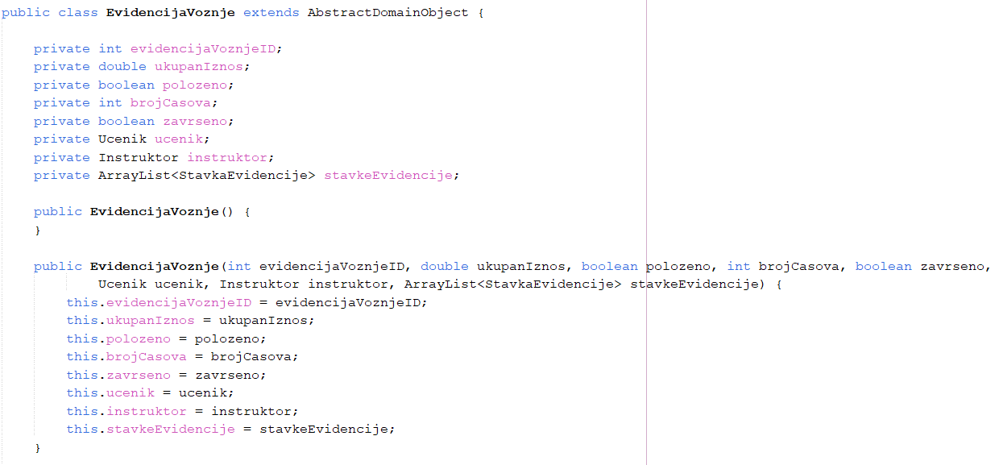 public class EvidencijaVoznje extends AbstractDomainObject {
private int evidencijaVoznjeID;
private double ukupanIznos;
private boolean polozeno;
private int brojCasova;
private boolean zavrseno;
private Ucenik ucenik;
private Instruktor instruktor;
private ArrayList<StavkaEvidencije> stavkeEvidencije;
public EvidencijaVoznje() {
}
public EvidencijaVoznje(int evidencijaVoznjeID, double ukupanIznos, boolean polozeno, int brojCasova, boolean zavrseno,
Ucenik ucenik, Instruktor instruktor, ArrayList<StavkaEvidencije> stavkeEvidencije) {
this.evidencijaVoznjeID = evidencijaVoznjeID;
this.ukupanIznos = ukupanIznos;
this.polozeno = polozeno;
this.brojCasova = brojCasova;
this.zavrseno = zavrseno;
this.ucenik = ucenik;
this.instruktor = instruktor;
this.stavkeEvidencije = stavkeEvidencije;
}